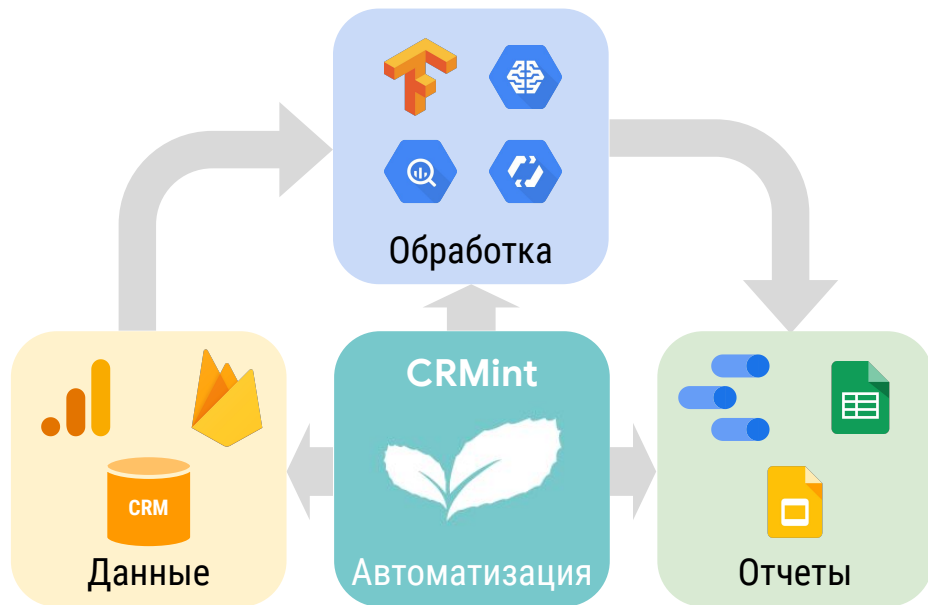 Обработка
CRM
Данные
CRMint
Автоматизация
Отчеты